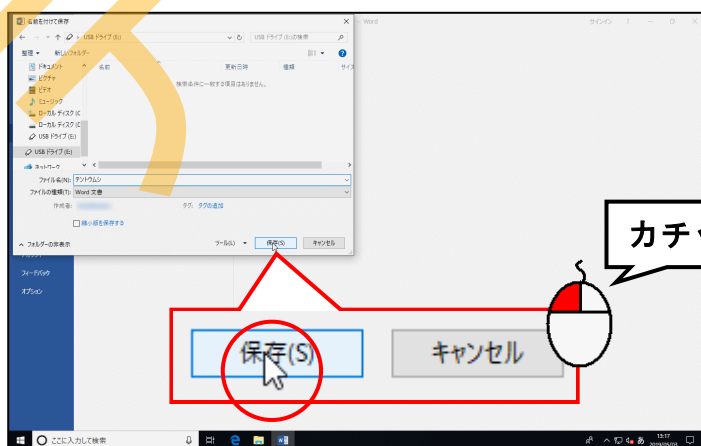 名前を付けて保存
- Word
サインイン ?
USB ドライブ (E:)
USB ドライブ (E:)の検索
整理 新しいフォルダー
名前 更新日時 種類 サイズ
検索条件に一致する項目はありません。
ドキュメント
ピクチャ
ビデオ
ミュージック
ローカル ディスク (C
ローカル ディスク (C
USB ドライブ (E:)
USB ドライブ (E:)
ネットワーク
ファイル名(N): テントウムシ
ファイルの種類(T): Word 文書
作成者:
タグ: タグの追加
縮小版を保存する
フォルダーの非表示
ツール(L) 保存(S) キャンセル
フィードバック
オプション
カチッ
保存(S) キャンセル
ここに入力して検索
あ 13:17
2019/05/03